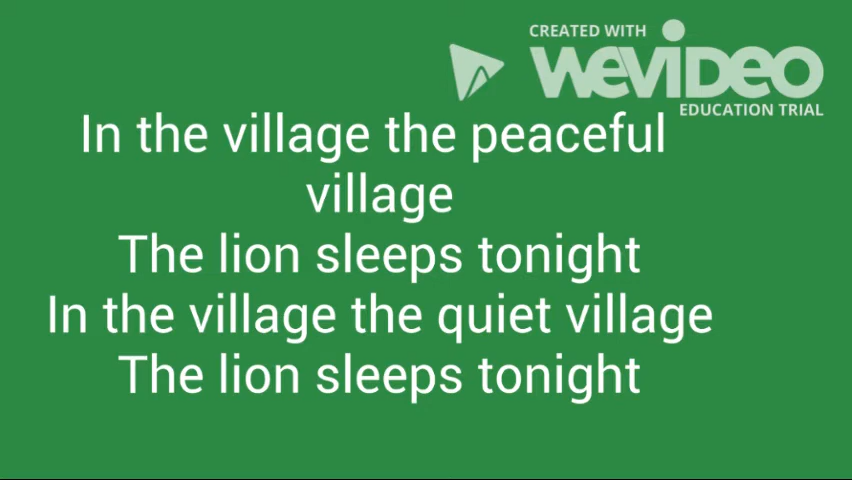 CREATED WITH
WEVIDEO
EDUCATION TRIAL
In the village the peaceful
village
The lion sleeps tonight
In the village the quiet village
The lion sleeps tonight